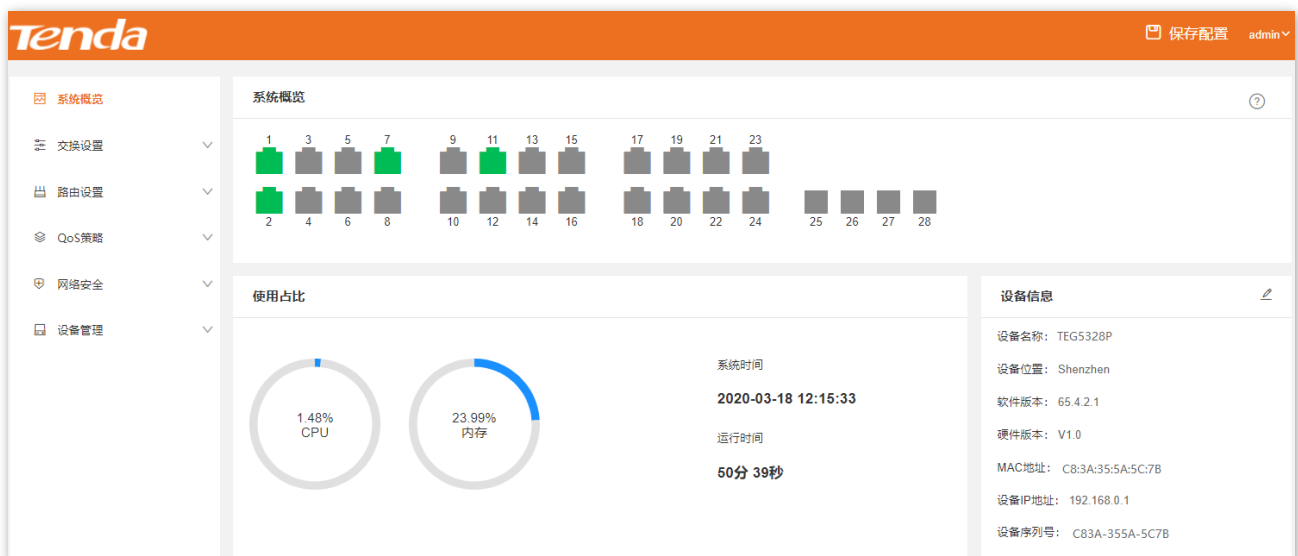 Tenda
保存配置 admin
系统概览
交换设置
路由设置
QoS策略
网络安全
设备管理
系统概览
1 3 5 7 9 11 13 15 17 19 21 23
2 4 6 8 10 12 14 16 18 20 22 24 25 26 27 28
使用占比
1.48%
CPU
23.99%
内存
系统时间
2020-03-18 12:15:33
运行时间
50分 39秒
设备信息
设备名称: TEG5328P
设备位置: Shenzhen
软件版本: 65.4.2.1
硬件版本: V1.0
MAC地址: C8:3A:35:5A:5C:7B
设备IP地址: 192.168.0.1
设备序列号: C83A-355A-5C7B